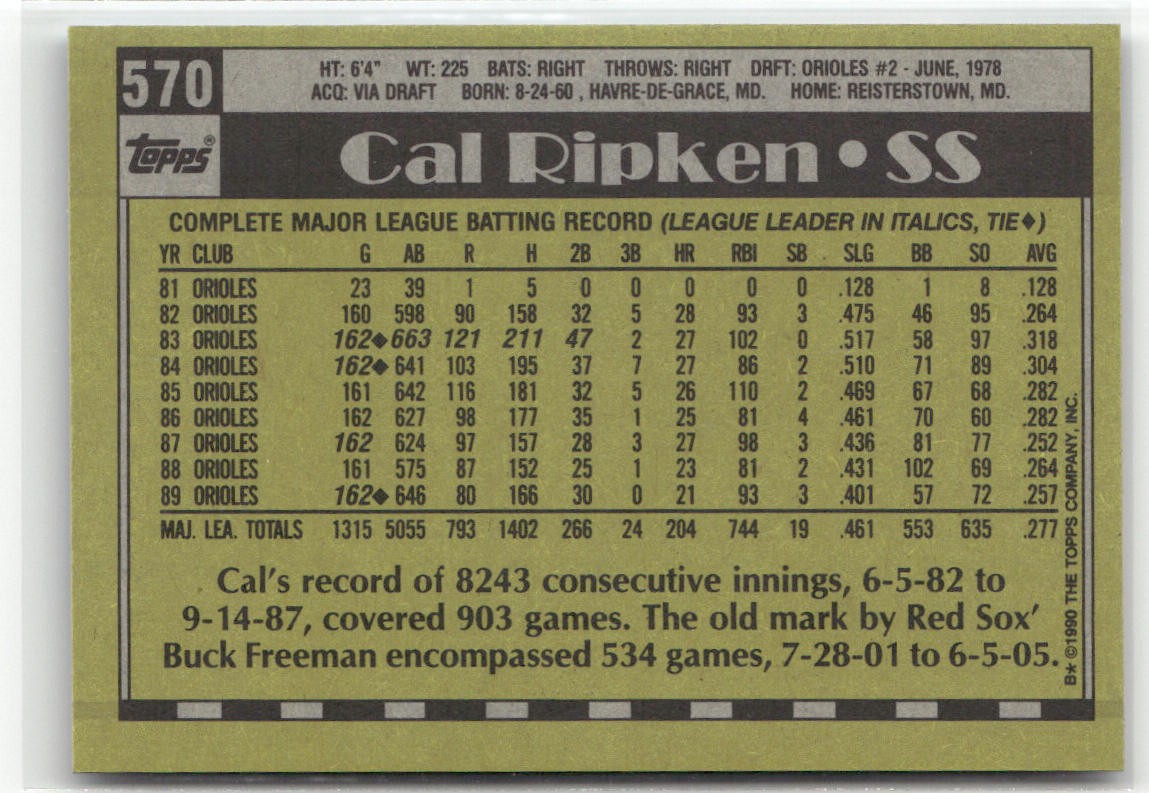 570
HT: 6'4" WT: 225 BATS: RIGHT THROWS: RIGHT DRFT: ORIOLES #2 - JUNE, 1978
ACQ: VIA DRAFT BORN: 8-24-60 , HAVRE-DE-GRACE, MD. HOME: REISTERSTOWN, MD.
topps®
Cal Ripken • SS
COMPLETE MAJOR LEAGUE BATTING RECORD (LEAGUE LEADER IN ITALICS, TIE♦)
YR CLUB G AB R H 2B 3B HR RBI SB SLG BB SO AVG
81 ORIOLES 23 39 1 5 0 0 0 0 0 .128 1 8 .128
82 ORIOLES 160 598 90 158 32 5 28 93 3 .475 46 95 .264
83 ORIOLES 162♦ 663 121 211 47 2 27 102 0 .517 58 97 .318
84 ORIOLES 162♦ 641 103 195 37 7 27 86 2 .510 71 89 .304
85 ORIOLES 161 642 116 181 32 5 26 110 2 .469 67 68 .282
86 ORIOLES 162 627 98 177 35 1 25 81 4 .461 70 60 .282
87 ORIOLES 162 624 97 157 28 3 27 98 3 .436 81 77 .252
88 ORIOLES 161 575 87 152 25 1 23 81 2 .431 102 69 .264
89 ORIOLES 162♦ 646 80 166 30 0 21 93 3 .401 57 72 .257
MAJ. LEA. TOTALS 1315 5055 793 1402 266 24 204 744 19 .461 553 635 .277
Cal's record of 8243 consecutive innings, 6-5-82 to
9-14-87, covered 903 games. The old mark by Red Sox'
Buck Freeman encompassed 534 games, 7-28-01 to 6-5-05.
B* ©1990 THE TOPPS COMPANY, INC.